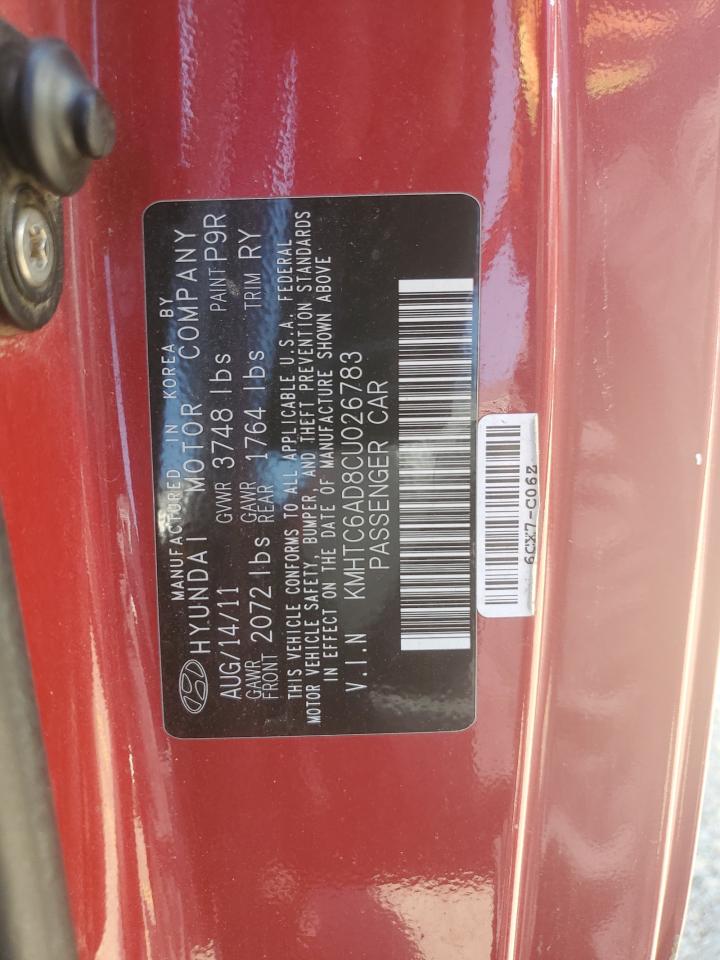 MANUFACTURED IN KOREA BY
HYUNDAI MOTOR COMPANY
AUG/14/11 GVWR 3748 lbs PAINT P9R
GAWR FRONT 2072 lbs GAWR REAR 1764 lbs TRIM RY
THIS VEHICLE CONFORMS TO ALL APPLICABLE U.S.A. FEDERAL
MOTOR VEHICLE SAFETY, BUMPER, AND THEFT PREVENTION STANDARDS
IN EFFECT ON THE DATE OF MANUFACTURE SHOWN ABOVE
V.I.N KMHTC6AD8CU026783
PASSENGER CAR
6CX7-C06Z